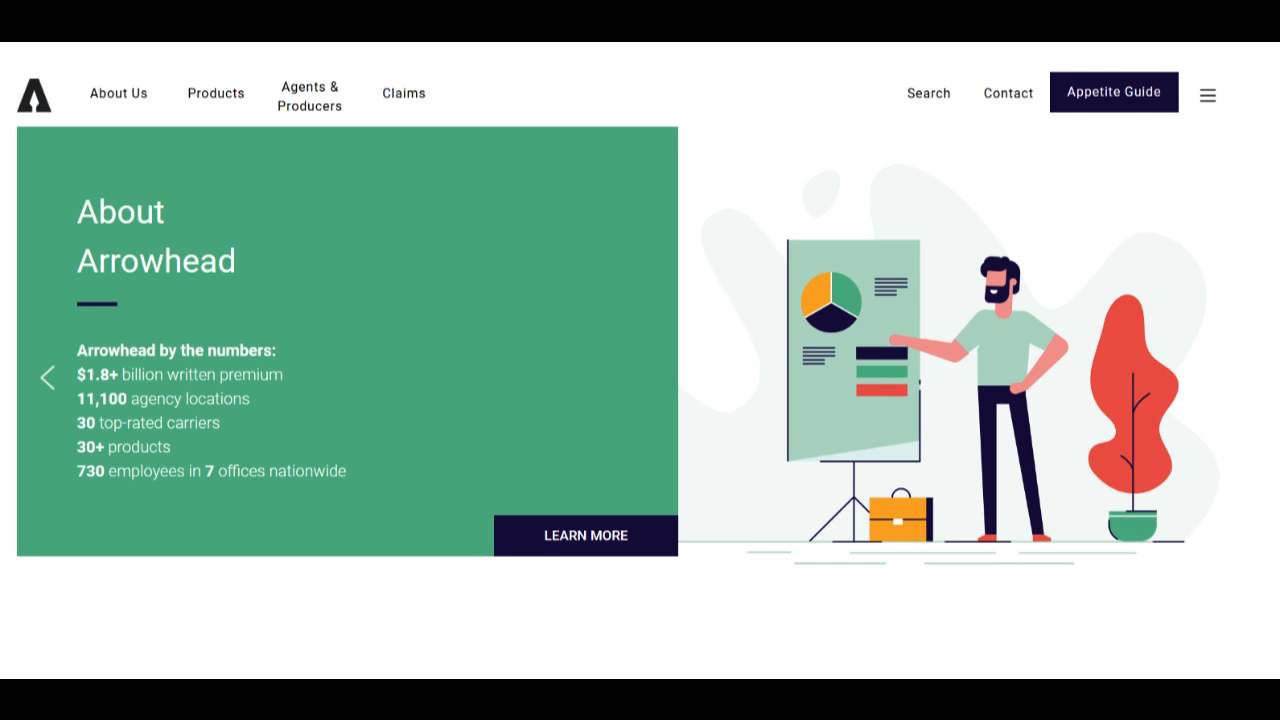 About Us
Products
Agents &
Producers
Claims
Search
Contact
Appetite Guide
About
Arrowhead
Arrowhead by the numbers:
$1.8+ billion written premium
11,100 agency locations
30 top-rated carriers
30+ products
730 employees in 7 offices nationwide
LEARN MORE